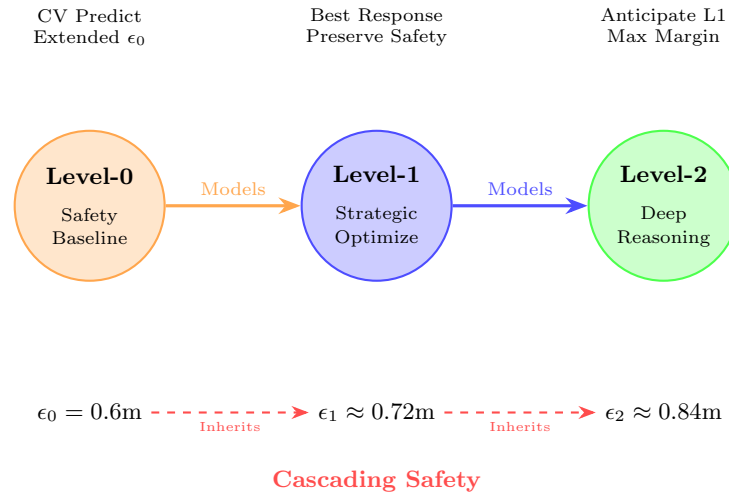 CV Predict
Extended ϵ₀
Best Response
Preserve Safety
Anticipate L1
Max Margin
Level-0
Safety
Baseline
Models
Level-1
Strategic
Optimize
Models
Level-2
Deep
Reasoning
ϵ₀ = 0.6m
Inherits
ϵ₁ ≈ 0.72m
Inherits
ϵ₂ ≈ 0.84m
Cascading Safety